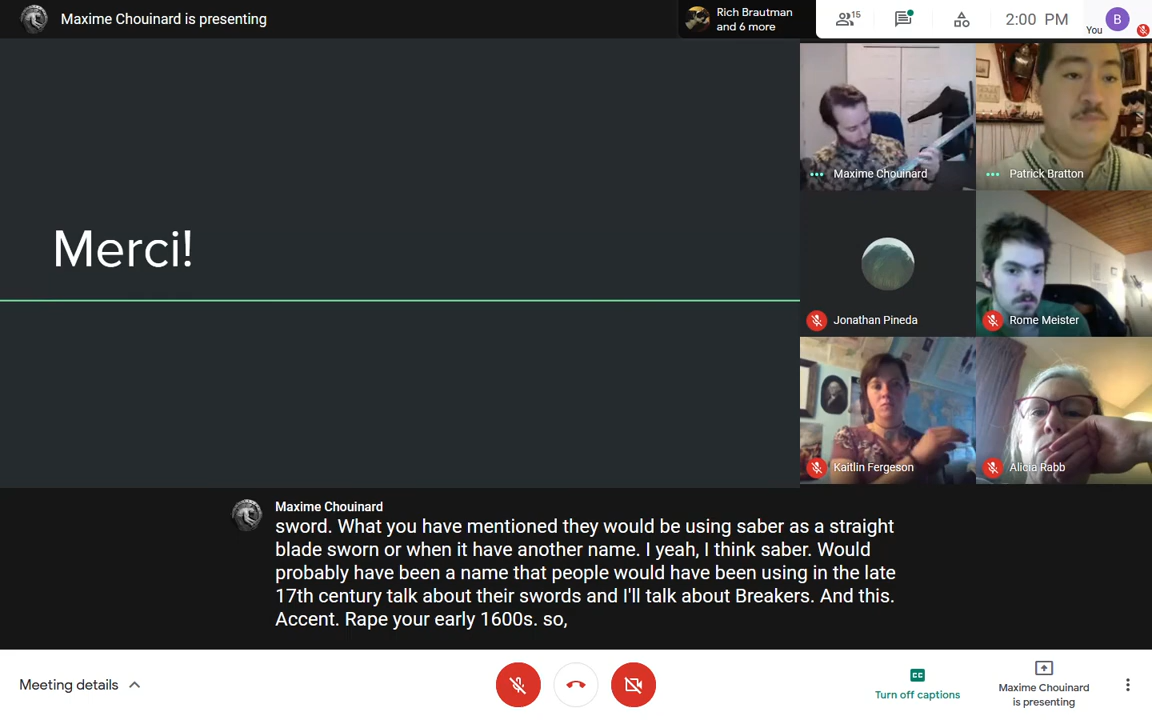 Maxime Chouinard is presenting
Rich Brautman
and 6 more
15
2:00 PM
You
B
Maxime Chouinard
Patrick Bratton
Merci!
Jonathan Pineda
Rome Meister
Kaitlin Fergeson
Alicia Rabb
Maxime Chouinard
sword. What you have mentioned they would be using saber as a straight
blade sworn or when it have another name. I yeah, I think saber. Would
probably have been a name that people would have been using in the late
17th century talk about their swords and I'll talk about Breakers. And this.
Accent. Rape your early 1600s. so,
Meeting details
CC
Turn off captions
Maxime Chouinard
is presenting